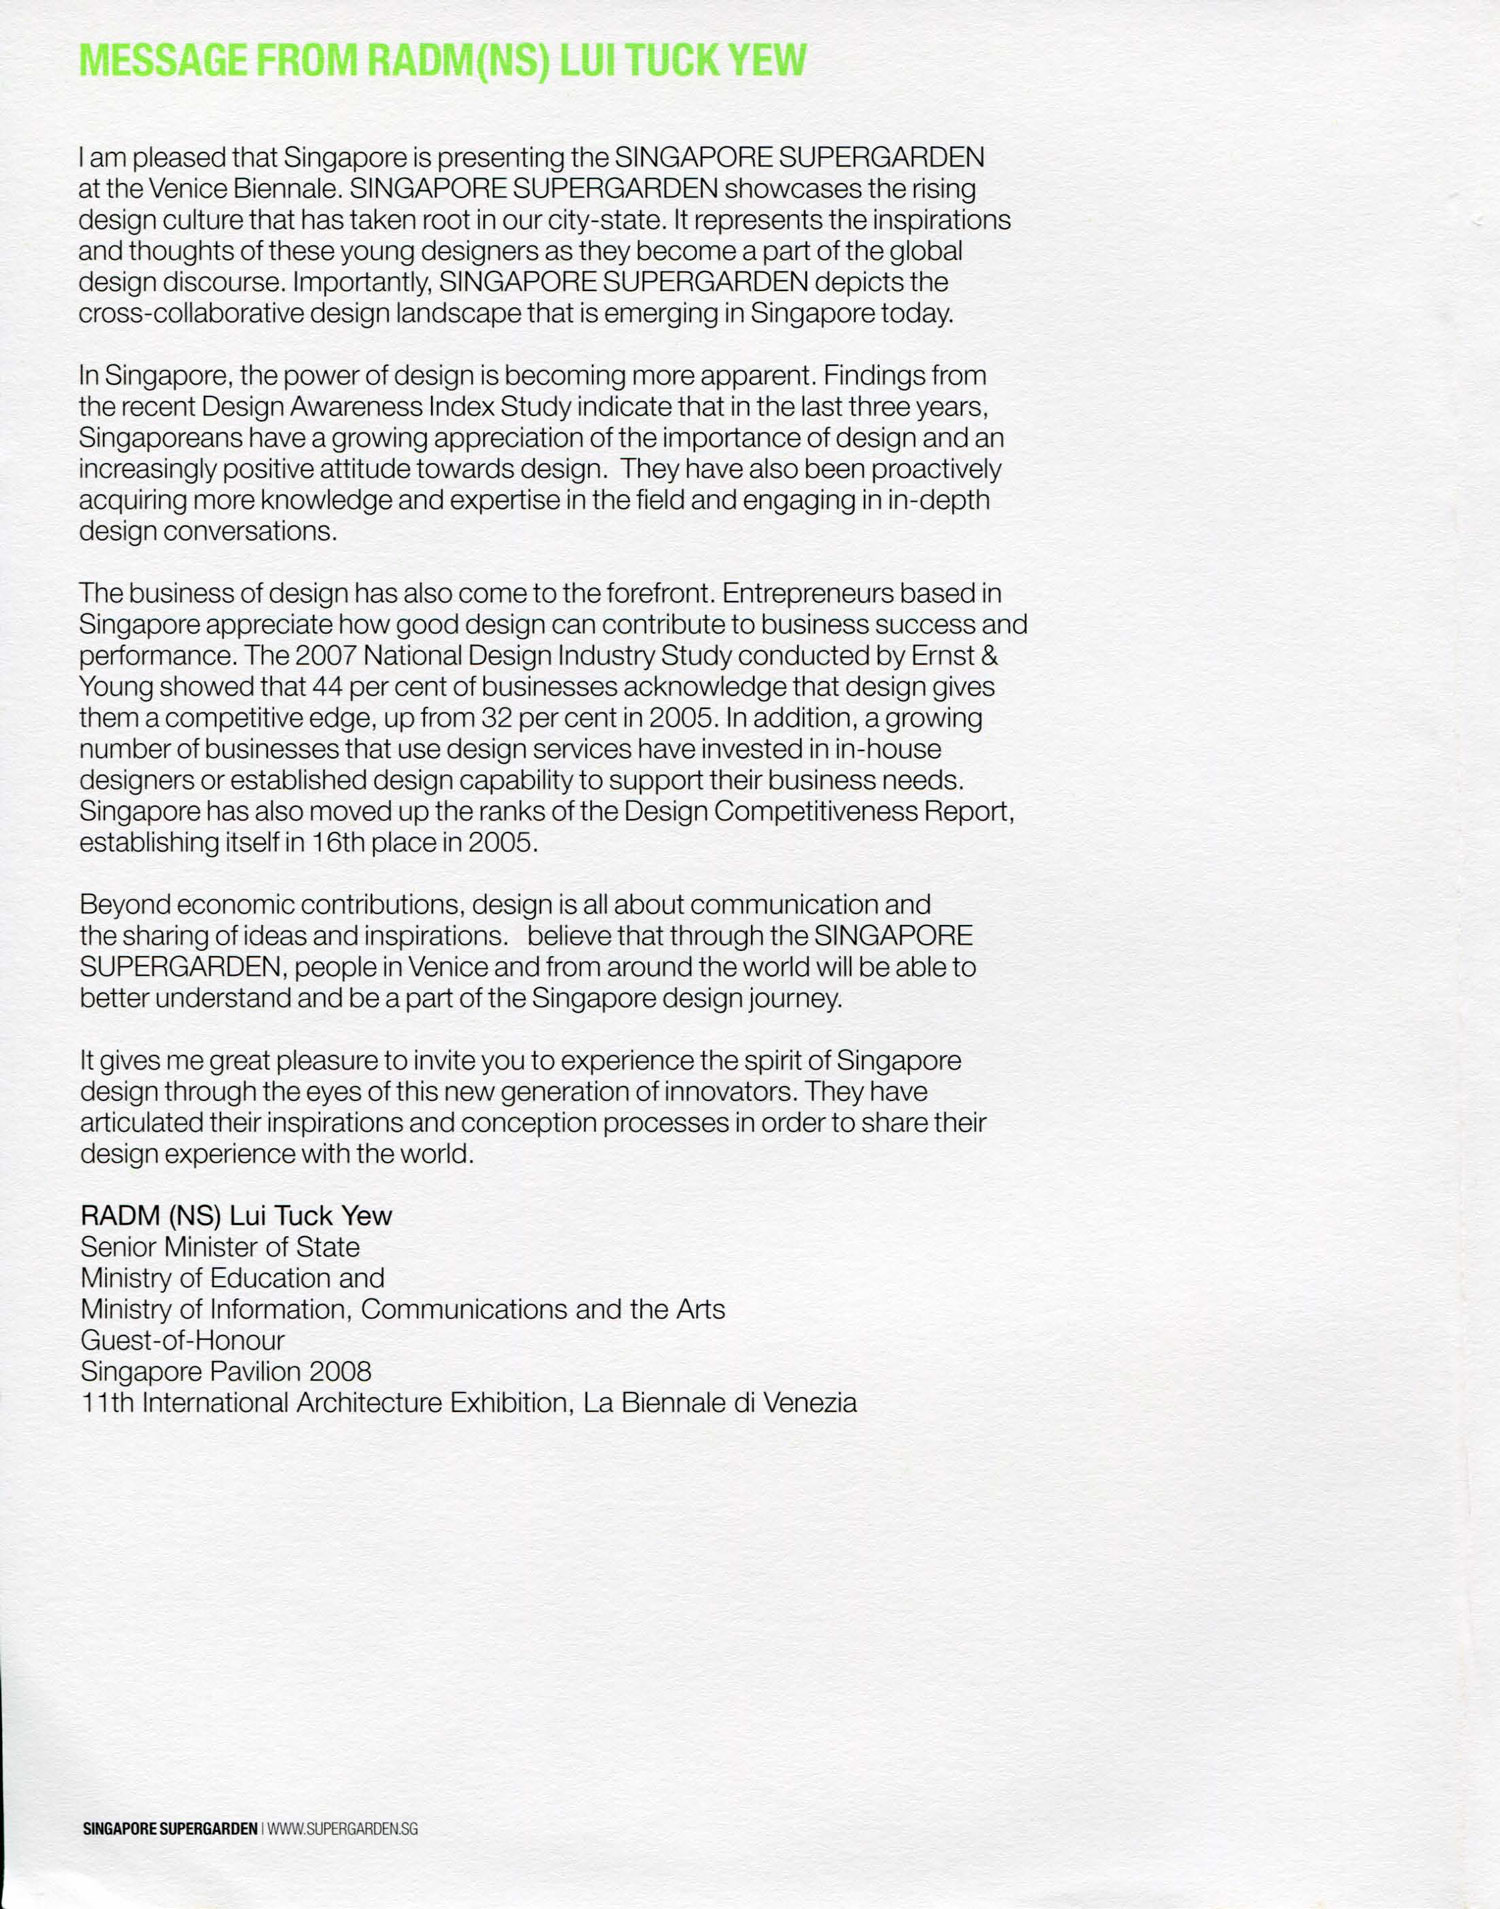 MESSAGE FROM RADM(NS) LUI TUCK YEW
I am pleased that Singapore is presenting the SINGAPORE SUPERGARDEN
at the Venice Biennale. SINGAPORE SUPERGARDEN showcases the rising
design culture that has taken root in our city-state. It represents the inspirations
and thoughts of these young designers as they become a part of the global
design discourse. Importantly, SINGAPORE SUPERGARDEN depicts the
cross-collaborative design landscape that is emerging in Singapore today.
In Singapore, the power of design is becoming more apparent. Findings from
the recent Design Awareness Index Study indicate that in the last three years,
Singaporeans have a growing appreciation of the importance of design and an
increasingly positive attitude towards design. They have also been proactively
acquiring more knowledge and expertise in the field and engaging in in-depth
design conversations.
The business of design has also come to the forefront. Entrepreneurs based in
Singapore appreciate how good design can contribute to business success and
performance. The 2007 National Design Industry Study conducted by Ernst &
Young showed that 44 per cent of businesses acknowledge that design gives
them a competitive edge, up from 32 per cent in 2005. In addition, a growing
number of businesses that use design services have invested in in-house
designers or established design capability to support their business needs.
Singapore has also moved up the ranks of the Design Competitiveness Report,
establishing itself in 16th place in 2005.
Beyond economic contributions, design is all about communication and
the sharing of ideas and inspirations.   believe that through the SINGAPORE
SUPERGARDEN, people in Venice and from around the world will be able to
better understand and be a part of the Singapore design journey.
It gives me great pleasure to invite you to experience the spirit of Singapore
design through the eyes of this new generation of innovators. They have
articulated their inspirations and conception processes in order to share their
design experience with the world.
RADM (NS) Lui Tuck Yew
Senior Minister of State
Ministry of Education and
Ministry of Information, Communications and the Arts
Guest-of-Honour
Singapore Pavilion 2008
11th International Architecture Exhibition, La Biennale di Venezia
SINGAPORE SUPERGARDEN | WWW.SUPERGARDEN.SG